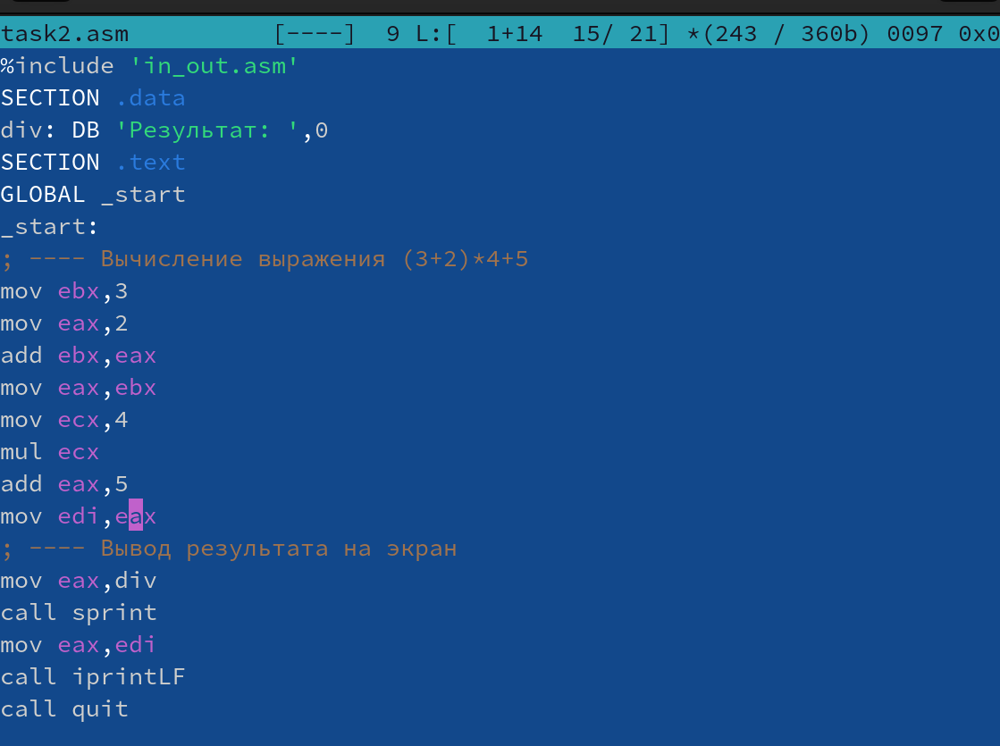 task2.asm [----] 9 L:[ 1+14 15/ 21] *(243 / 360b) 0097 0x0
%include 'in_out.asm'
SECTION .data
div: DB 'Результат: ',0
SECTION .text
GLOBAL _start
_start:
; ---- Вычисление выражения (3+2)*4+5
mov ebx,3
mov eax,2
add ebx,eax
mov eax,ebx
mov ecx,4
mul ecx
add eax,5
mov edi,eax
; ---- Вывод результата на экран
mov eax,div
call sprint
mov eax,edi
call iprintLF
call quit